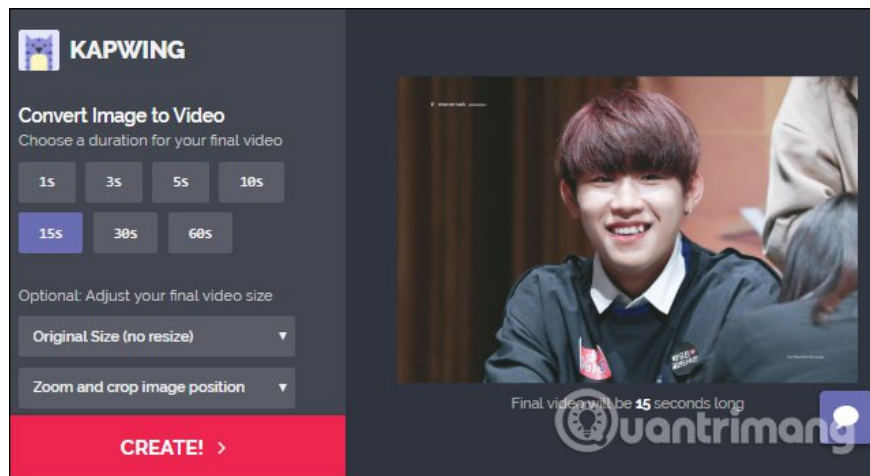 KAPWING
Convert Image to Video
Choose a duration for your final video
1s 3s 5s 10s
15s 30s 60s
Optional: Adjust your final video size
Original Size (no resize)
Zoom and crop image position
CREATE! >
Final video will be 15 seconds long
Quantrimang